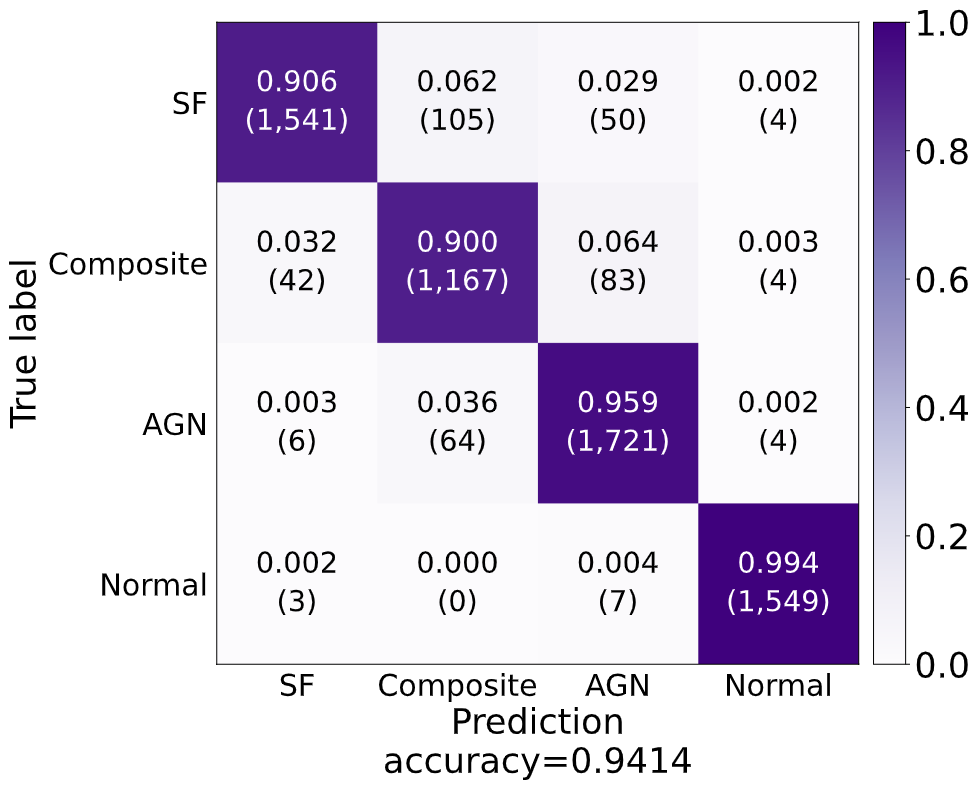 True label
SF
Composite
AGN
Normal
0.906 0.062 0.029 0.002
(1,541) (105) (50) (4)
0.032 0.900 0.064 0.003
(42) (1,167) (83) (4)
0.003 0.036 0.959 0.002
(6) (64) (1,721) (4)
0.002 0.000 0.004 0.994
(3) (0) (7) (1,549)
SF Composite AGN Normal
Prediction
accuracy=0.9414
1.0
0.8
0.6
0.4
0.2
0.0